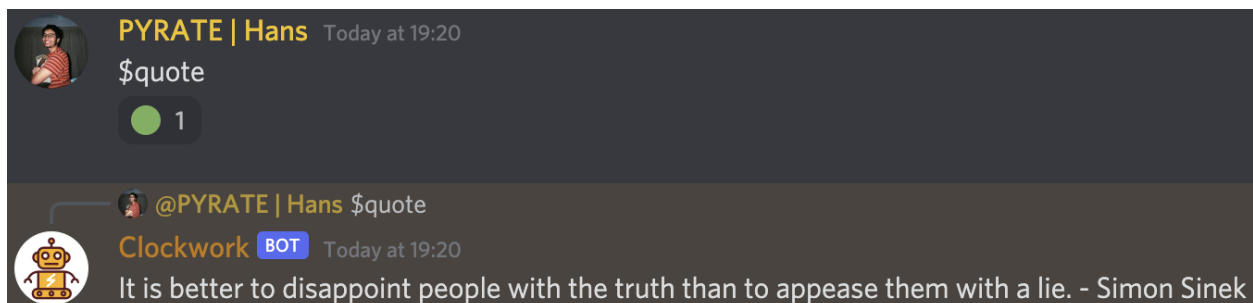 PYRATE | Hans Today at 19:20
$quote
1
@PYRATE | Hans $quote
Clockwork BOT Today at 19:20
It is better to disappoint people with the truth than to appease them with a lie. - Simon Sinek